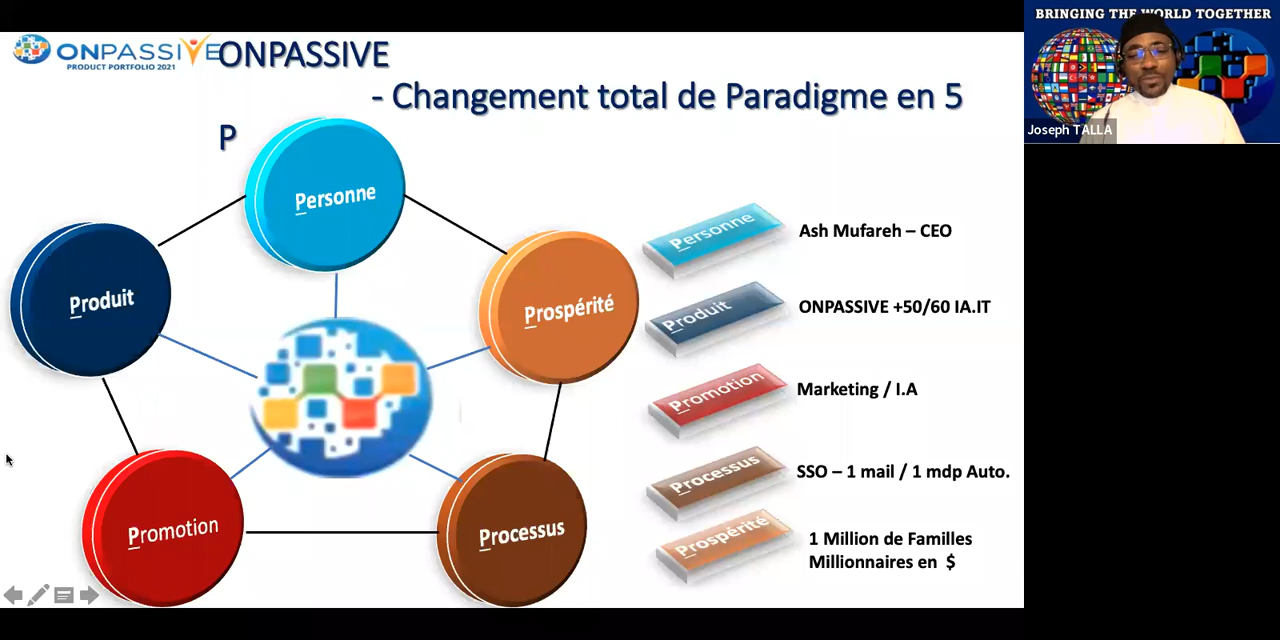 ONPASSIVE
PRODUCT PORTFOLIO 2021
ONPASSIVE
- Changement total de Paradigme en 5
P
Personne
Prospérité
Produit
Promotion
Processus
Personne
Ash Mufareh – CEO
Produit
ONPASSIVE +50/60 IA.IT
Promotion
Marketing / I.A
Processus
SSO – 1 mail / 1 mdp Auto.
Prospérité
1 Million de Familles
Millionnaires en $
BRINGING THE WORLD TOGETHER
Joseph TALLA